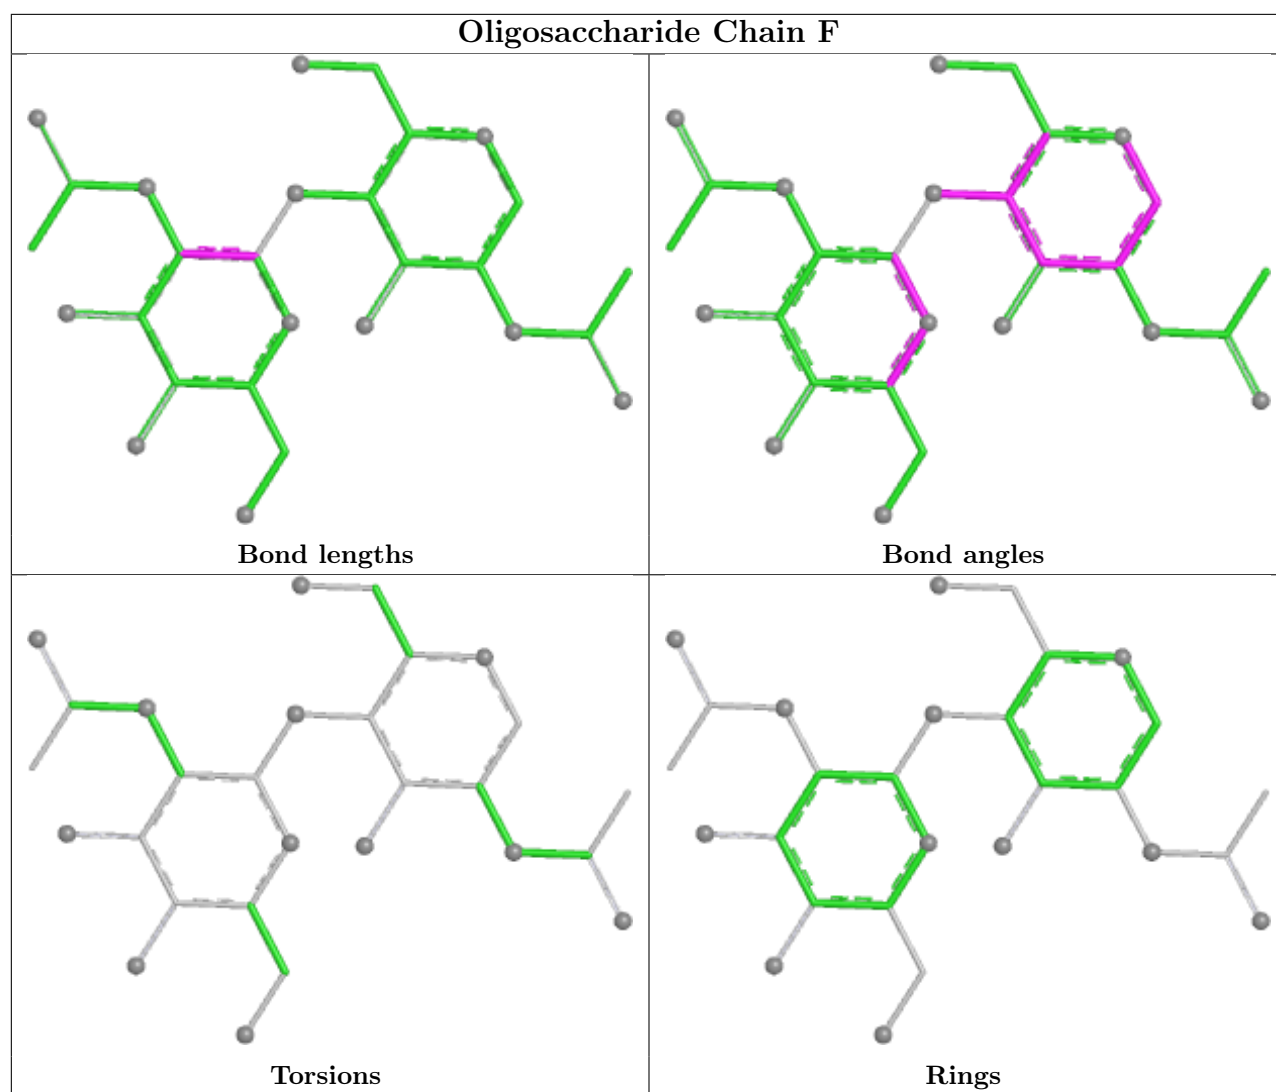 Oligosaccharide Chain F
Bond lengths
Bond angles
Torsions
Rings